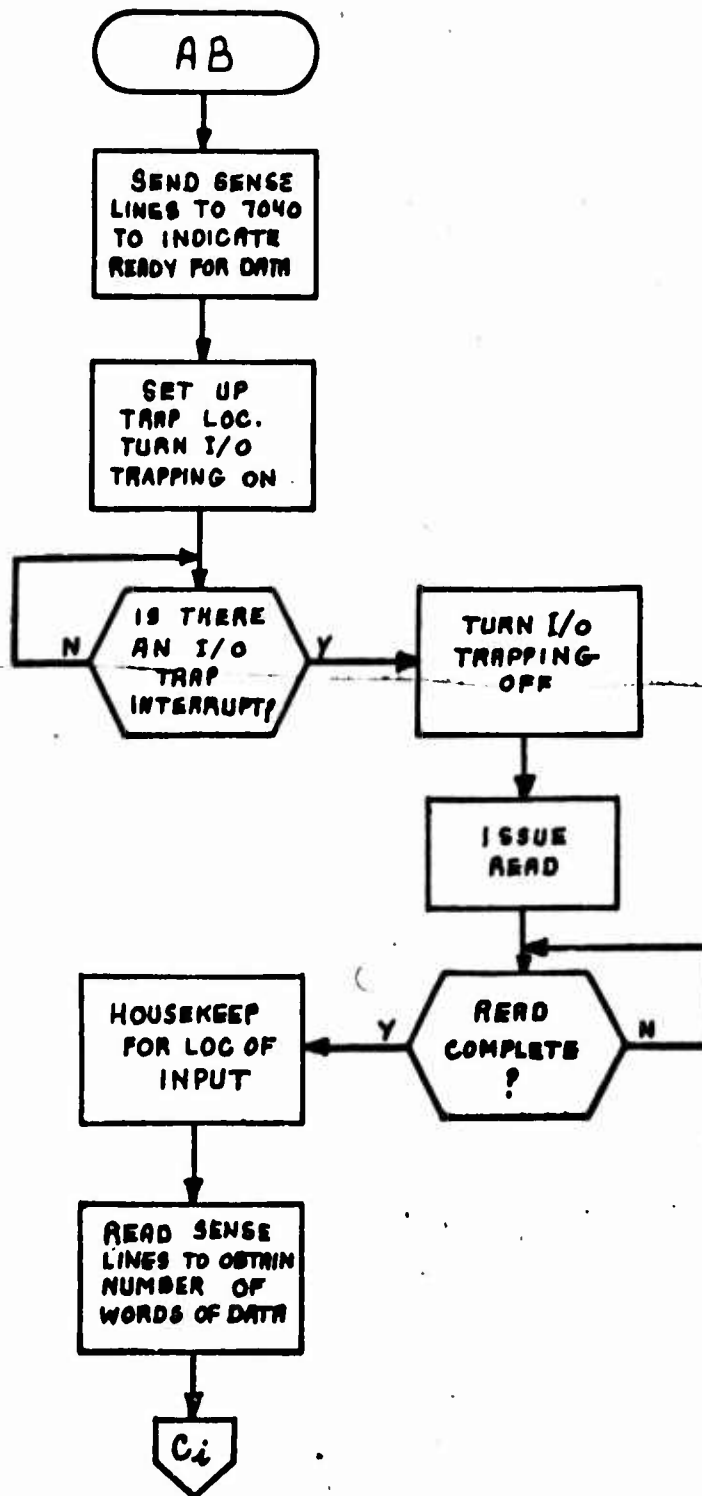 AB
SEND SENSE
LINES TO 7040
TO INDICATE
READY FOR DATA
SET UP
TRAP LOC.
TURN I/O
TRAPPING ON
IS THERE
AN I/O
TRAP
INTERRUPT?
N
Y
TURN I/O
TRAPPING
OFF
ISSUE
READ
READ
COMPLETE
?
Y
N
HOUSEKEEP
FOR LOC OF
INPUT
READ SENSE
LINES TO OBTAIN
NUMBER OF
WORDS OF DATA
Ci